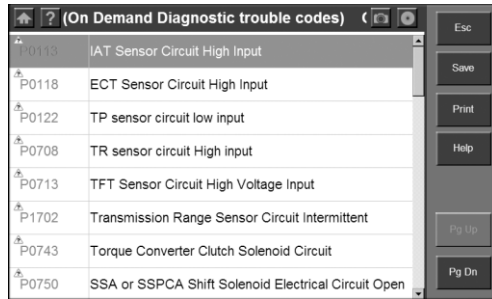 ? (On Demand Diagnostic trouble codes) (
Esc
Save
Print
Help
Pg Up
Pg Dn
P0113 IAT Sensor Circuit High Input
P0118 ECT Sensor Circuit High Input
P0122 TP sensor circuit low input
P0708 TR sensor circuit High input
P0713 TFT Sensor Circuit High Voltage Input
P1702 Transmission Range Sensor Circuit Intermittent
P0743 Torque Converter Clutch Solenoid Circuit
P0750 SSA or SSPCA Shift Solenoid Electrical Circuit Open